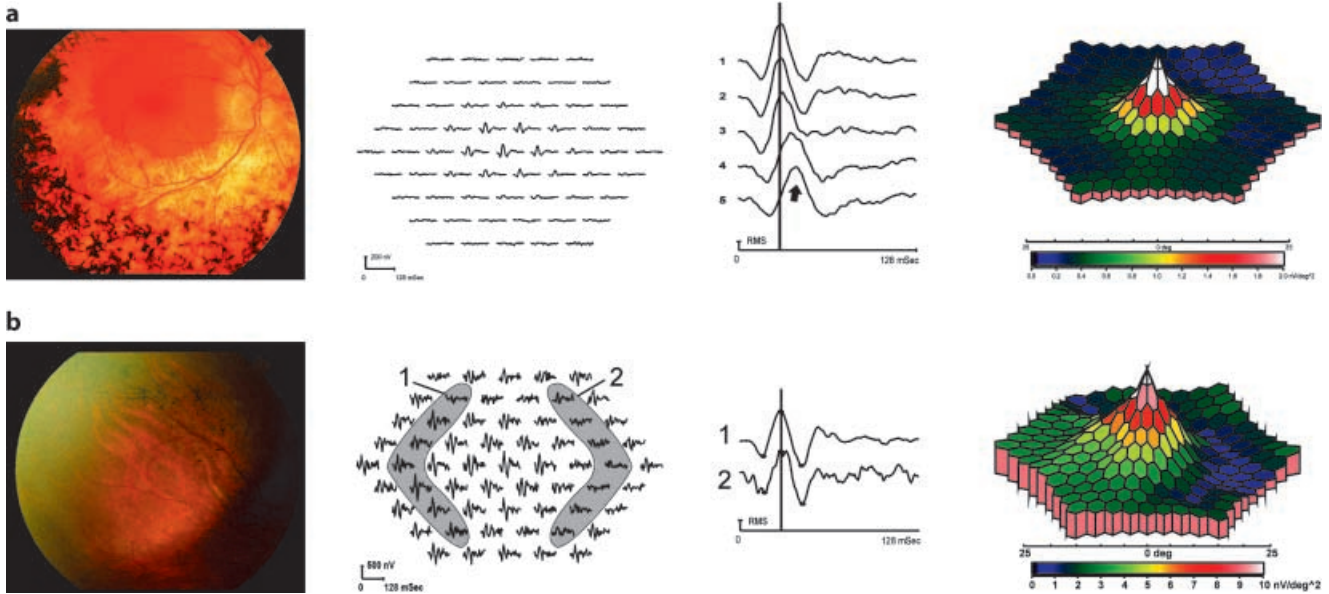 a
200 nV
0 128 mSec
1
2
3
4
5
RMS
0 128 mSec
0 deg
0.0 0.2 0.4 0.6 0.8 1.0 1.2 1.4 1.6 1.8 2.0 nV/deg^2
b
1 2
500 nV
0 128 mSec
1
2
RMS
0 128 mSec
25 0 deg 25
0 1 2 3 4 5 6 7 8 9 10 nV/deg^2